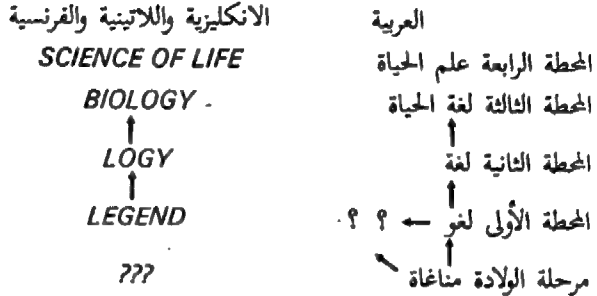 العربية الانكليزية واللاتينية والفرنسية
المحطة الرابعة علم الحياة SCIENCE OF LIFE
المحطة الثالثة لغة الحياة BIOLOGY
المحطة الثانية لغة LOGY
المحطة الأولى لغو ؟ ؟ LEGEND
مرحلة الولادة مناغاة ???